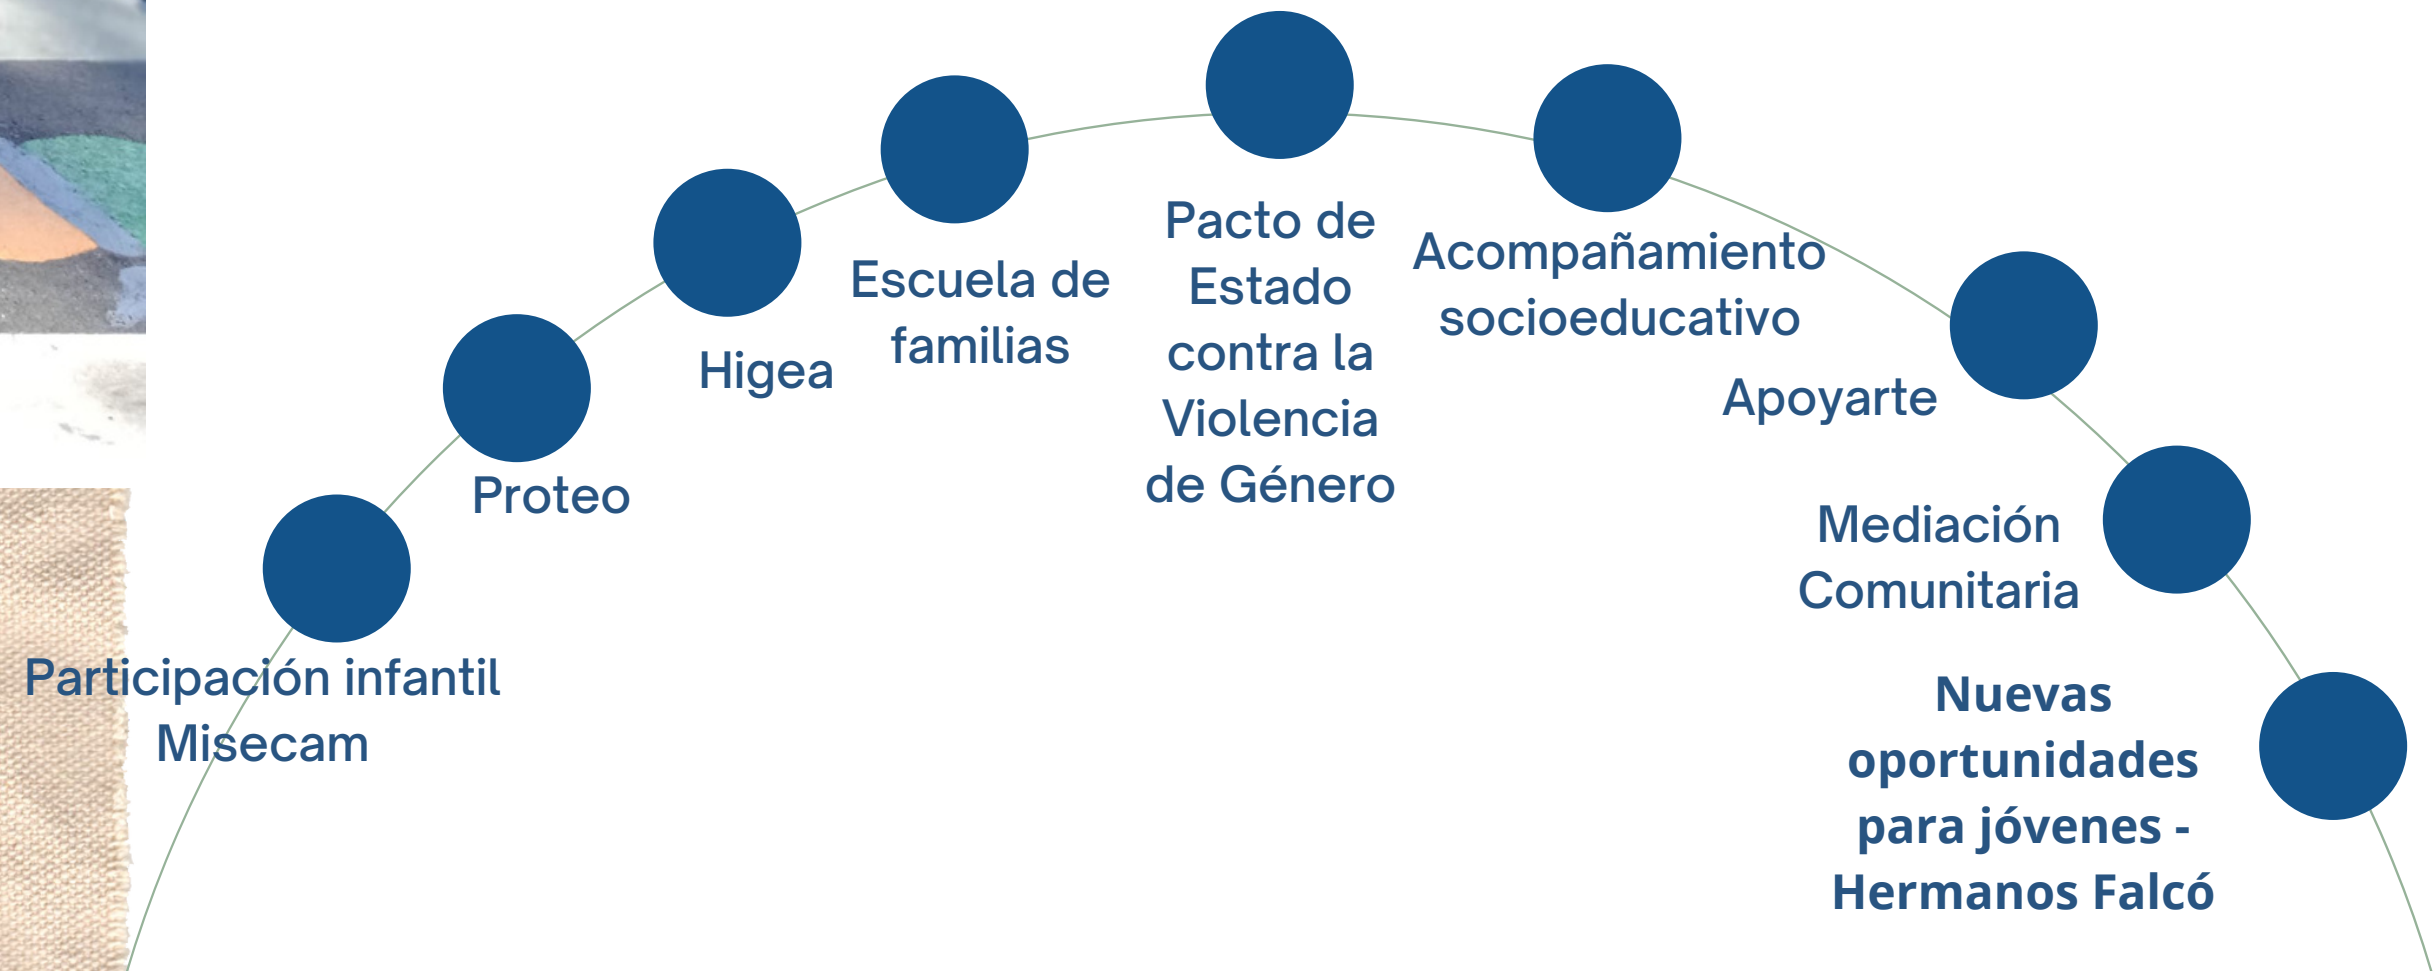 Participación infantil
Misecam
Proteo
Higea
Escuela de
familias
Pacto de
Estado
contra la
Violencia
de Género
Acompañamiento
socioeducativo
Apoyarte
Mediación
Comunitaria
Nuevas
oportunidades
para jóvenes -
Hermanos Falcó